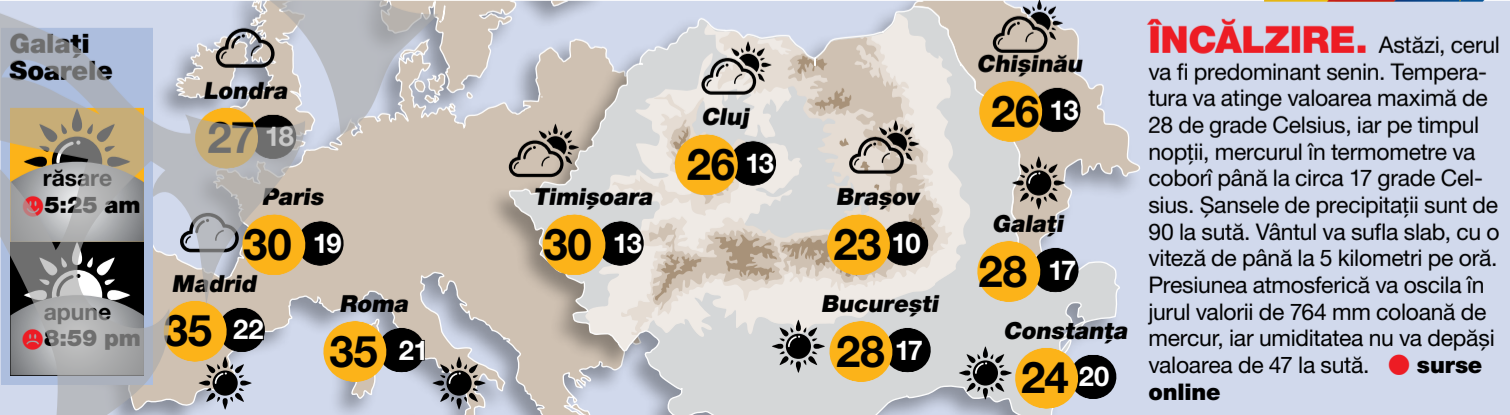 Galați
Soarele
răsare
5:25 am
apune
8:59 pm
Londra
27 18
Paris
30 19
Madrid
35 22
Roma
35 21
Timișoara
30 13
Cluj
26 13
Brașov
23 10
București
28 17
Chișinău
26 13
Galați
28 17
Constanța
24 20
ÎNCĂLZIRE. Astăzi, cerul
va fi predominant senin. Tempera-
tura va atinge valoarea maximă de
28 de grade Celsius, iar pe timpul
nopții, mercurul în termometre va
coborî până la circa 17 grade Cel-
sius. Șansele de precipitații sunt de
90 la sută. Vântul va sufla slab, cu o
viteză de până la 5 kilometri pe oră.
Presiunea atmosferică va oscila în
jurul valorii de 764 mm coloană de
mercur, iar umiditatea nu va depăși
valoarea de 47 la sută. surse
online